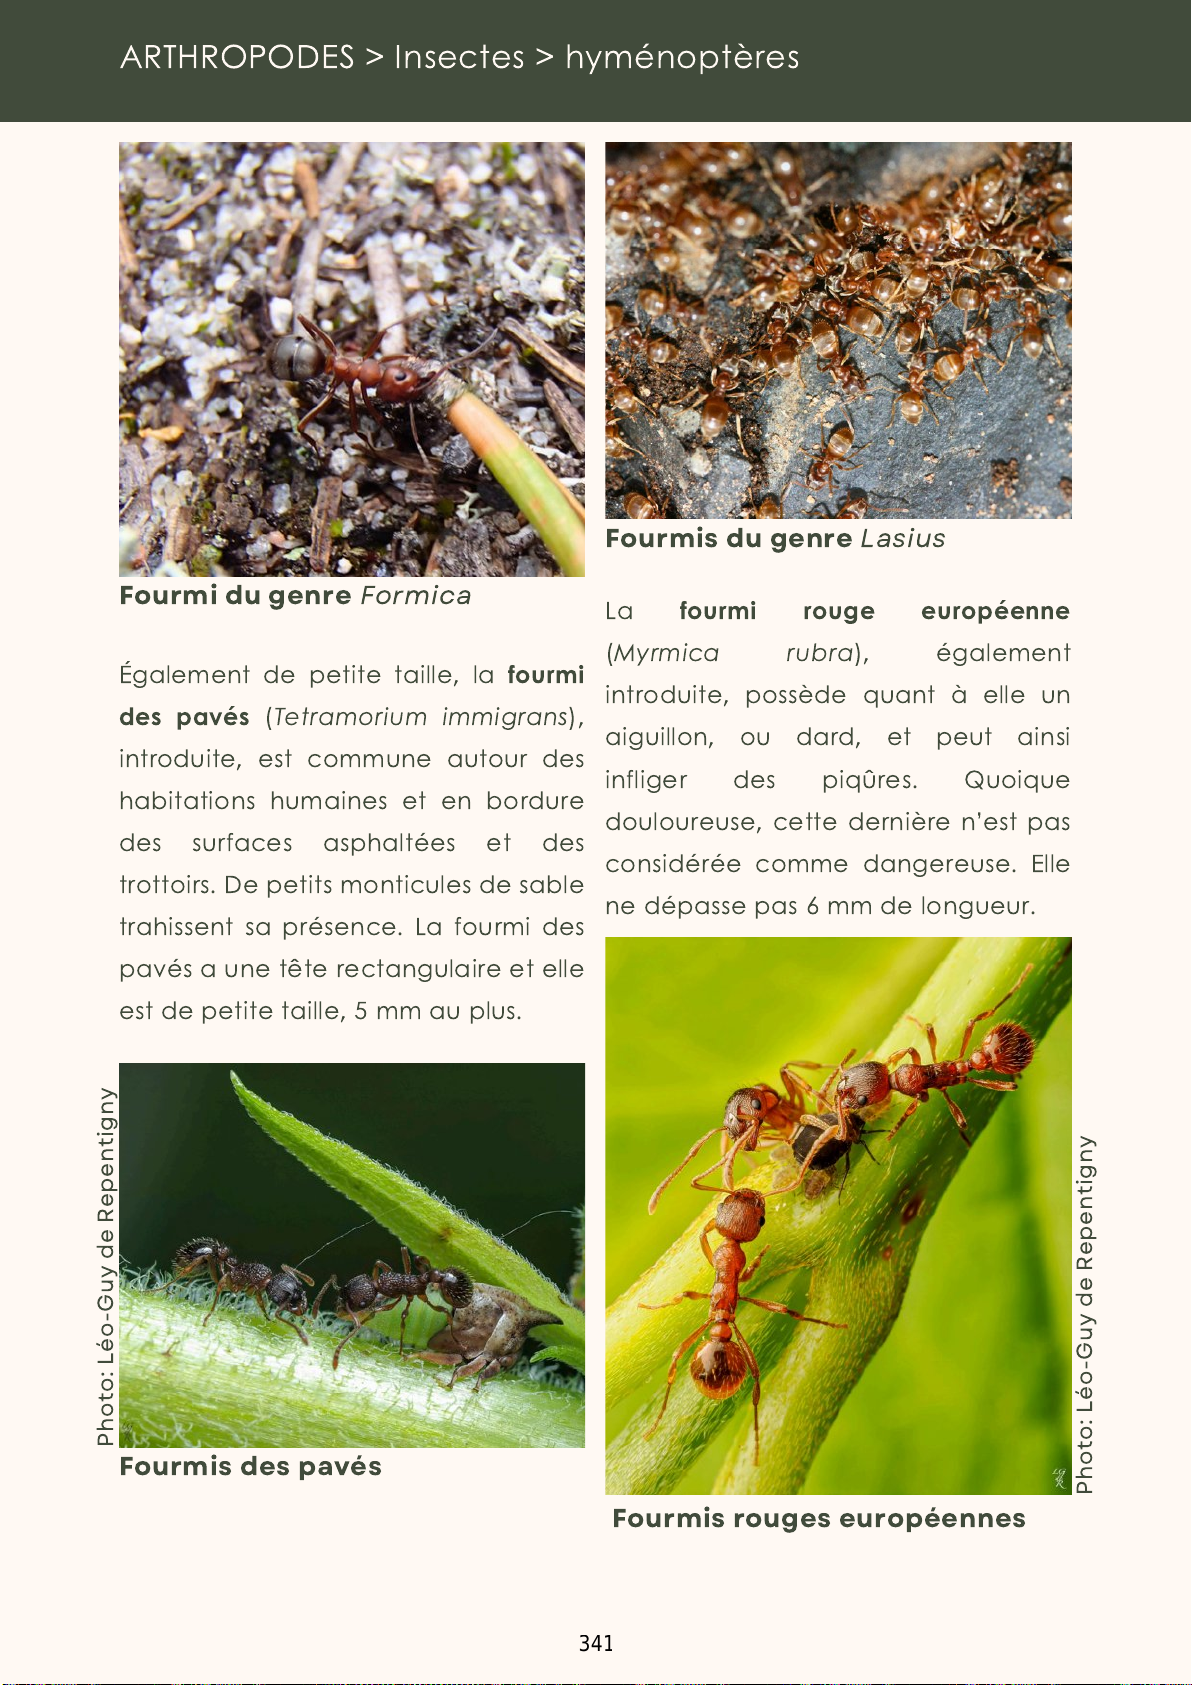 ARTHROPODES > Insectes > hyménoptères
Fourmi du genre Formica
Également de petite taille, la fourmi
des pavés (Tetramorium immigrans),
introduite, est commune autour des
habitations humaines et en bordure
des surfaces asphaltées et des
trottoirs. De petits monticules de sable
trahissent sa présence. La fourmi des
pavés a une tête rectangulaire et elle
est de petite taille, 5 mm au plus.
Photo: Léo-Guy de Repentigny
Fourmis des pavés
Fourmis du genre Lasius
La fourmi rouge européenne
(Myrmica rubra), également
introduite, possède quant à elle un
aiguillon, ou dard, et peut ainsi
infliger des piqûres. Quoique
douloureuse, cette dernière n’est pas
considérée comme dangereuse. Elle
ne dépasse pas 6 mm de longueur.
Photo: Léo-Guy de Repentigny
Fourmis rouges européennes
341